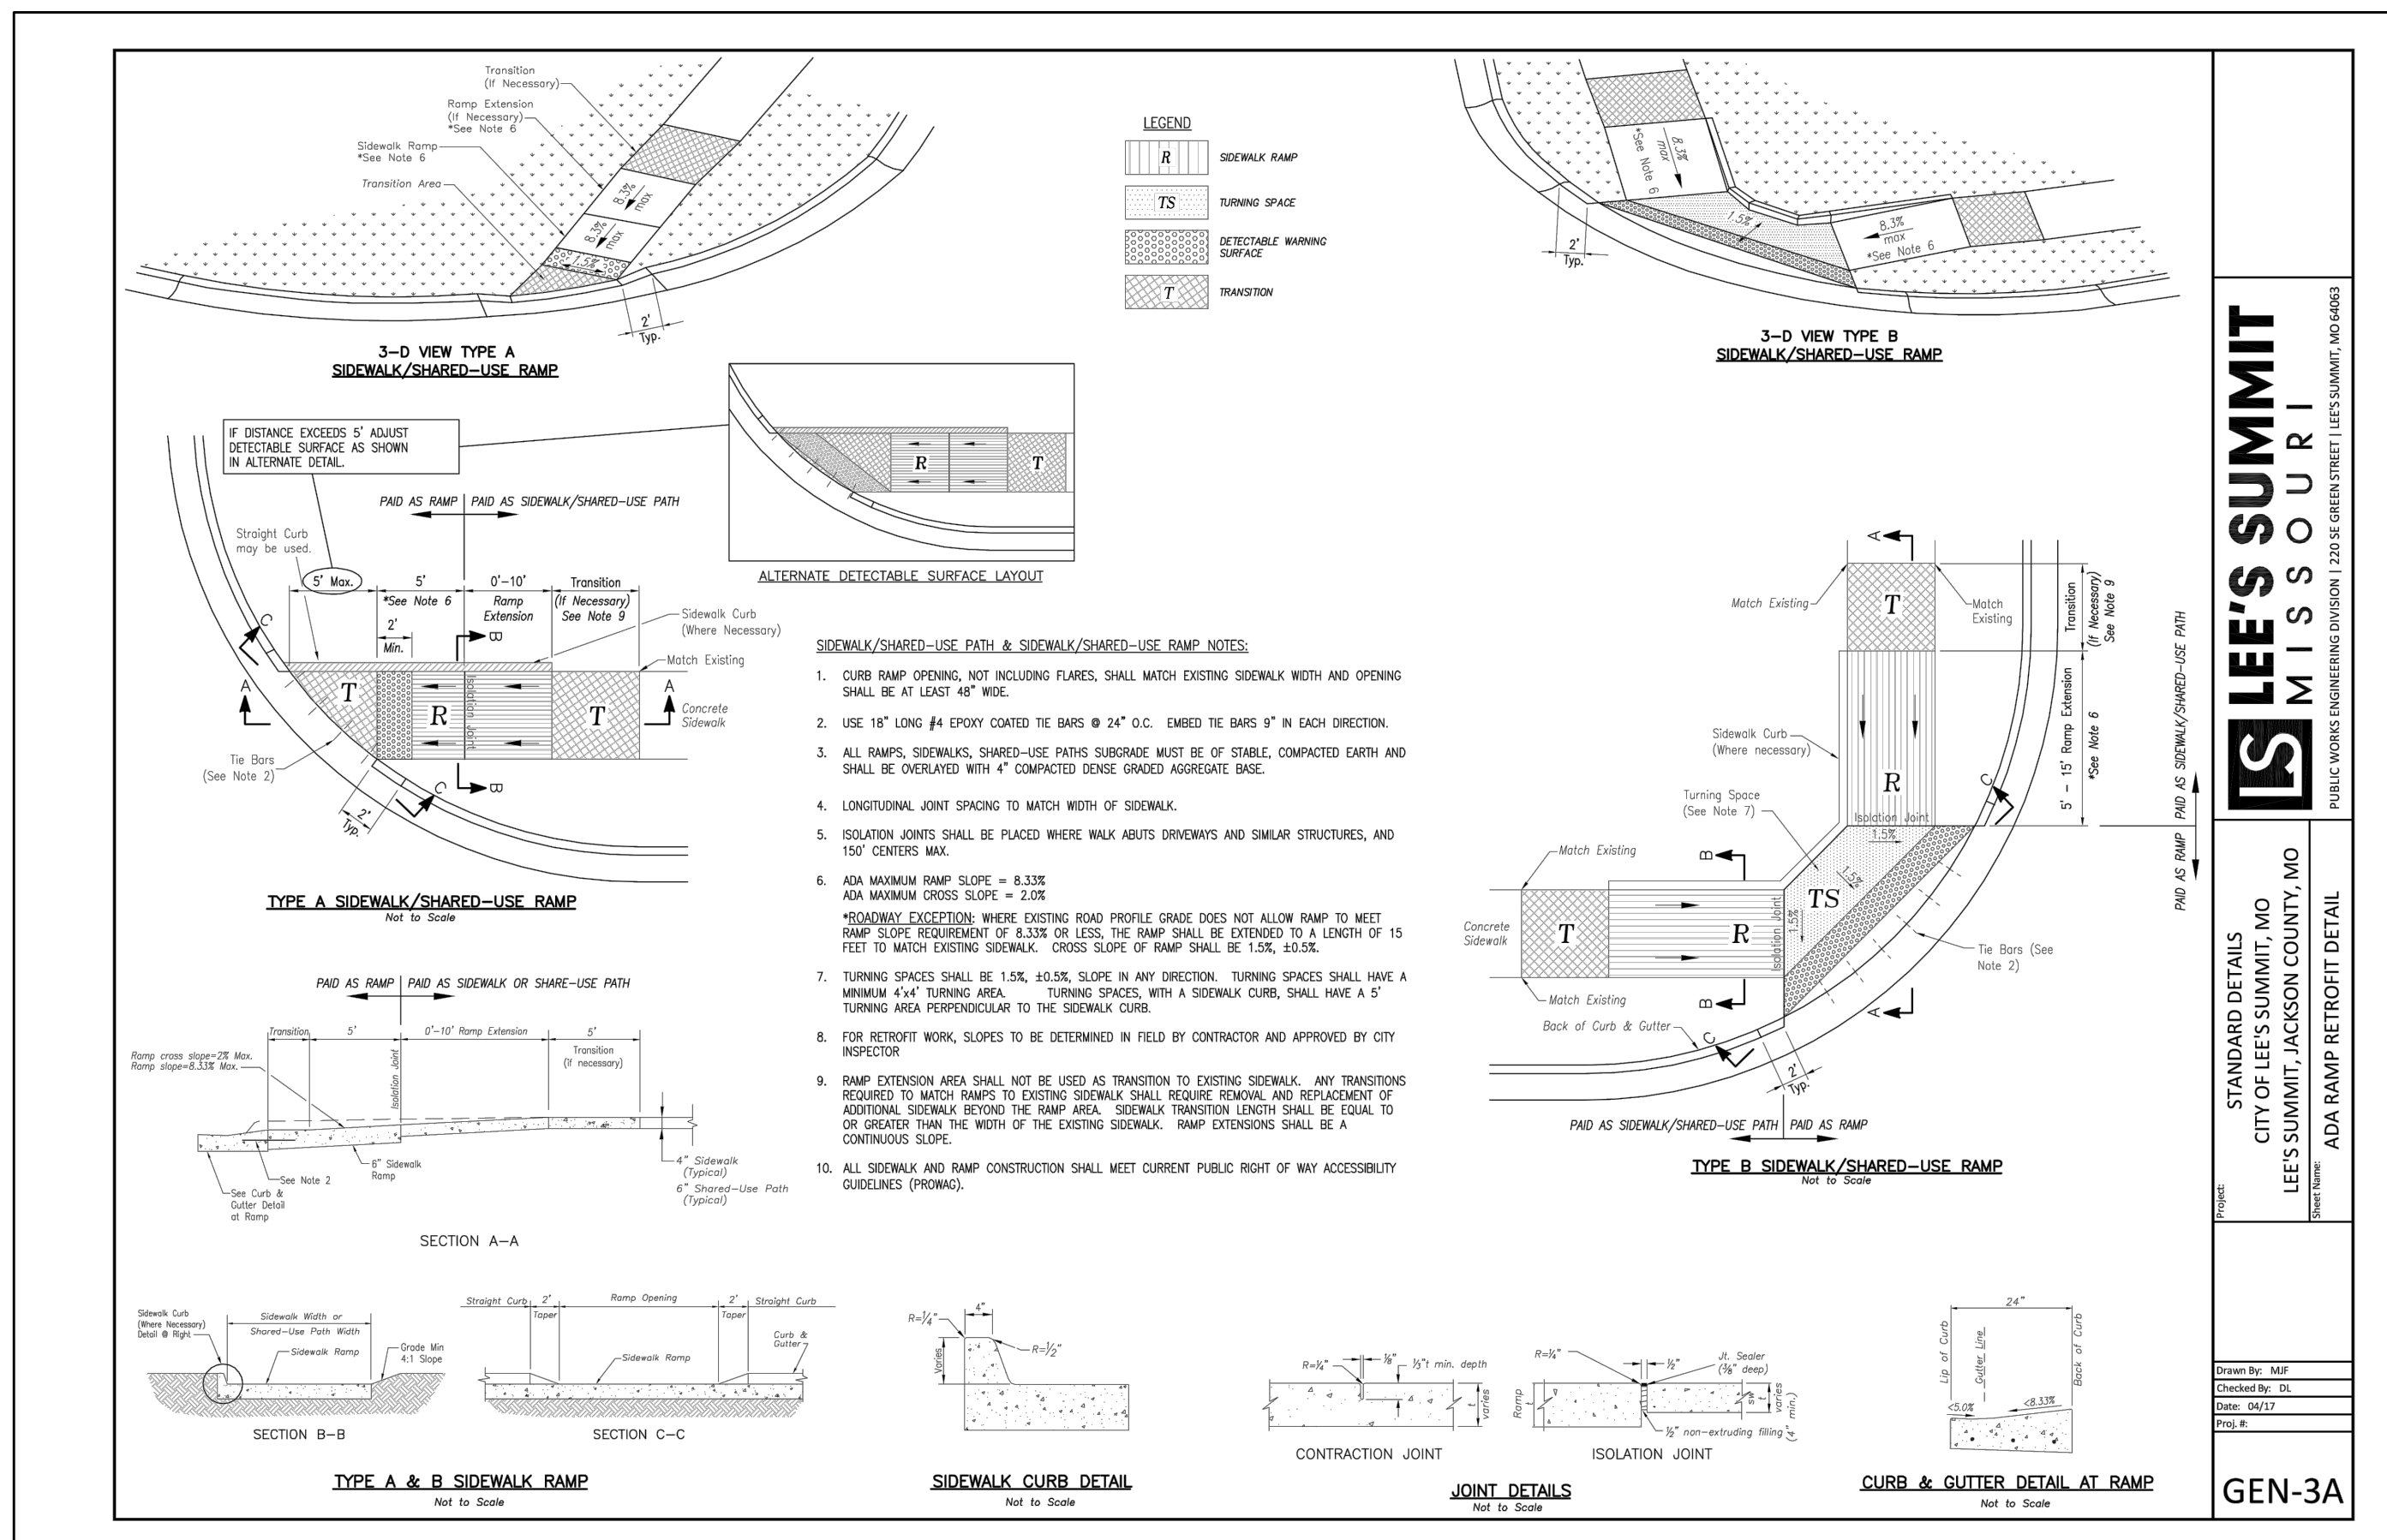 Transition
(If Necessary)
Ramp Extension
(If Necessary)
*See Note 6
Sidewalk Ramp
*See Note 6
Transition Area
8.3%
max
8.3%
max
1.5%
2'
Typ.
3-D VIEW TYPE A
SIDEWALK/SHARED-USE RAMP
LEGEND
R SIDEWALK RAMP
TS TURNING SPACE
DETECTABLE WARNING
SURFACE
T TRANSITION
*See Note 6
8.3%
max
1.5%
8.3%
max
*See Note 6
2'
Typ.
3-D VIEW TYPE B
SIDEWALK/SHARED-USE RAMP
IF DISTANCE EXCEEDS 5' ADJUST
DETECTABLE SURFACE AS SHOWN
IN ALTERNATE DETAIL.
R T
ALTERNATE DETECTABLE SURFACE LAYOUT
PAID AS RAMP PAID AS SIDEWALK/SHARED-USE PATH
Straight Curb
may be used.
5' Max. 5' 0'-10' Transition
*See Note 6 Ramp (If Necessary)
Extension See Note 9
2'
Min.
B
Sidewalk Curb
(Where Necessary)
Match Existing
C
A
T R T
Isolation Joint
A
Concrete
Sidewalk
Tie Bars
(See Note 2)
B
C
2'
Typ.
TYPE A SIDEWALK/SHARED-USE RAMP
Not to Scale
PAID AS RAMP PAID AS SIDEWALK OR SHARE-USE PATH
Transition 5' 0'-10' Ramp Extension 5'
Transition
(if necessary)
Ramp cross slope=2% Max.
Ramp slope=8.33% Max.
Isolation Joint
6" Sidewalk
Ramp
See Note 2
See Curb &
Gutter Detail
at Ramp
4" Sidewalk
(Typical)
6" Shared-Use Path
(Typical)
SECTION A-A
SIDEWALK/SHARED-USE PATH & SIDEWALK/SHARED-USE RAMP NOTES:
1. CURB RAMP OPENING, NOT INCLUDING FLARES, SHALL MATCH EXISTING SIDEWALK WIDTH AND OPENING
SHALL BE AT LEAST 48" WIDE.
2. USE 18" LONG #4 EPOXY COATED TIE BARS @ 24" O.C. EMBED TIE BARS 9" IN EACH DIRECTION.
3. ALL RAMPS, SIDEWALKS, SHARED-USE PATHS SUBGRADE MUST BE OF STABLE, COMPACTED EARTH AND
SHALL BE OVERLAYED WITH 4" COMPACTED DENSE GRADED AGGREGATE BASE.
4. LONGITUDINAL JOINT SPACING TO MATCH WIDTH OF SIDEWALK.
5. ISOLATION JOINTS SHALL BE PLACED WHERE WALK ABUTS DRIVEWAYS AND SIMILAR STRUCTURES, AND
150' CENTERS MAX.
6. ADA MAXIMUM RAMP SLOPE = 8.33%
ADA MAXIMUM CROSS SLOPE = 2.0%
*ROADWAY EXCEPTION: WHERE EXISTING ROAD PROFILE GRADE DOES NOT ALLOW RAMP TO MEET
RAMP SLOPE REQUIREMENT OF 8.33% OR LESS, THE RAMP SHALL BE EXTENDED TO A LENGTH OF 15
FEET TO MATCH EXISTING SIDEWALK. CROSS SLOPE OF RAMP SHALL BE 1.5%, ±0.5%.
7. TURNING SPACES SHALL BE 1.5%, ±0.5%, SLOPE IN ANY DIRECTION. TURNING SPACES SHALL HAVE A
MINIMUM 4'x4' TURNING AREA. TURNING SPACES, WITH A SIDEWALK CURB, SHALL HAVE A 5'
TURNING AREA PERPENDICULAR TO THE SIDEWALK CURB.
8. FOR RETROFIT WORK, SLOPES TO BE DETERMINED IN FIELD BY CONTRACTOR AND APPROVED BY CITY
INSPECTOR
9. RAMP EXTENSION AREA SHALL NOT BE USED AS TRANSITION TO EXISTING SIDEWALK. ANY TRANSITIONS
REQUIRED TO MATCH RAMPS TO EXISTING SIDEWALK SHALL REQUIRE REMOVAL AND REPLACEMENT OF
ADDITIONAL SIDEWALK BEYOND THE RAMP AREA. SIDEWALK TRANSITION LENGTH SHALL BE EQUAL TO
OR GREATER THAN THE WIDTH OF THE EXISTING SIDEWALK. RAMP EXTENSIONS SHALL BE A
CONTINUOUS SLOPE.
10. ALL SIDEWALK AND RAMP CONSTRUCTION SHALL MEET CURRENT PUBLIC RIGHT OF WAY ACCESSIBILITY
GUIDELINES (PROWAG).
A
Match Existing
T
Match
Existing
Transition
(If Necessary)
See Note 9
Sidewalk Curb
(Where necessary)
R
5' - 15' Ramp Extension
*See Note 6
PAID AS SIDEWALK/SHARED-USE PATH
PAID AS RAMP
Turning Space
(See Note 7)
C
Isolation Joint
1.5%
Match Existing
B
1.5%
TS
1.5%
Isolation Joint
Concrete
Sidewalk
T R
Tie Bars (See
Note 2)
Match Existing
B
A
Back of Curb & Gutter
C
2'
Typ.
PAID AS SIDEWALK/SHARED-USE PATH PAID AS RAMP
TYPE B SIDEWALK/SHARED-USE RAMP
Not to Scale
Sidewalk Curb
(Where Necessary)
Detail @ Right
Sidewalk Width or
Shared-Use Path Width
Sidewalk Ramp
Grade Min
4:1 Slope
SECTION B-B
Straight Curb 2' Ramp Opening 2' Straight Curb
Taper Taper
Curb &
Gutter
Sidewalk Ramp
SECTION C-C
TYPE A & B SIDEWALK RAMP
Not to Scale
4"
R=1/4"
R=1/2"
Varies
SIDEWALK CURB DETAIL
Not to Scale
R=1/4"
1/8"
1/3"t min. depth
t
varies
CONTRACTION JOINT
R=1/4"
1/2"
Jt. Sealer
(3/8" deep)
Ramp
t
sw t
varies
(4" min.)
1/2" non-extruding filling
ISOLATION JOINT
JOINT DETAILS
Not to Scale
24"
Lip of Curb
Gutter Line
Back of Curb
<5.0%
<8.33%
CURB & GUTTER DETAIL AT RAMP
Not to Scale
LS LEE'S SUMMIT
MISSOURI
PUBLIC WORKS ENGINEERING DIVISION | 220 SE GREEN STREET | LEE'S SUMMIT, MO 64063
Project:
STANDARD DETAILS
CITY OF LEE'S SUMMIT, MO
LEE'S SUMMIT, JACKSON COUNTY, MO
Sheet Name:
ADA RAMP RETROFIT DETAIL
Drawn By: MJF
Checked By: DL
Date: 04/17
Proj. #:
GEN-3A